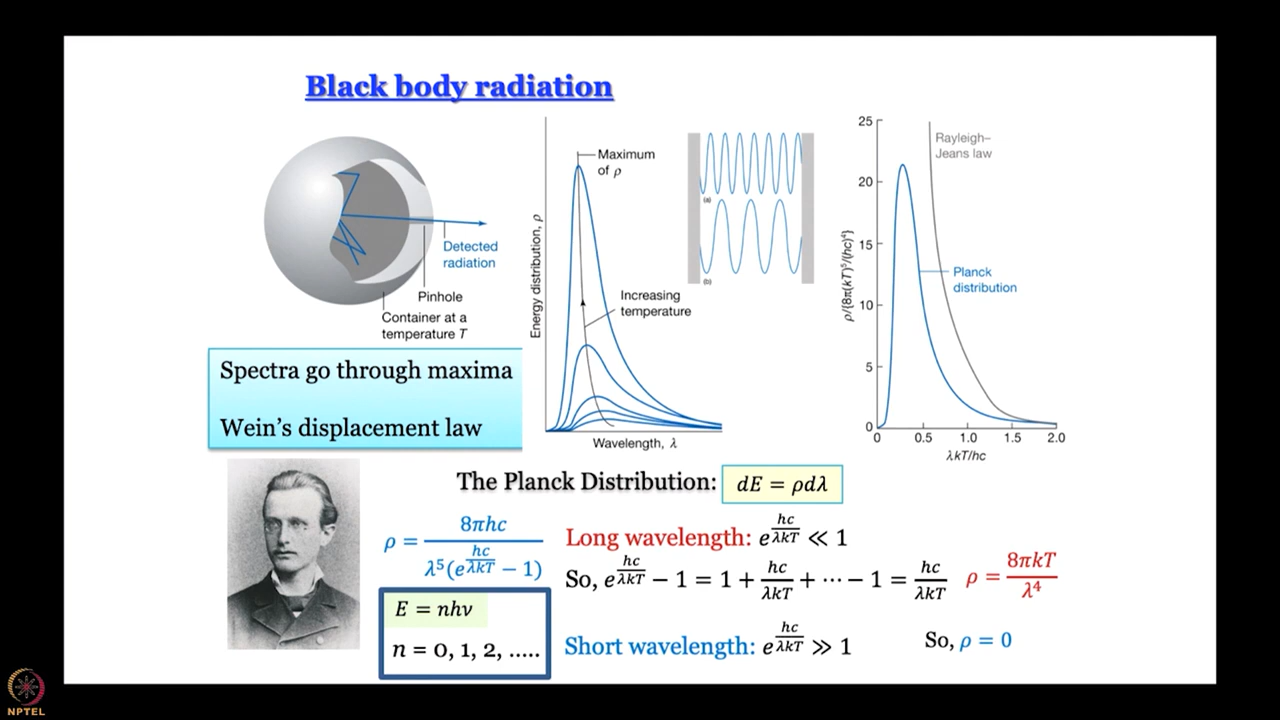 Black body radiation
Detected
radiation
Pinhole
Container at a
temperature T
Energy distribution, ρ
Maximum
of ρ
Increasing
temperature
Wavelength, λ
(a)
(b)
ρ/{8π(kT)⁵/(hc)⁴}
25
20
15
10
5
0
Rayleigh–
Jeans law
Planck
distribution
0 0.5 1.0 1.5 2.0
λkT/hc
Spectra go through maxima
Wein's displacement law
The Planck Distribution: dE = ρdλ
ρ = 8πhc / λ⁵(e^(hc/λkT) − 1)
Long wavelength: e^(hc/λkT) ≪ 1
So, e^(hc/λkT) − 1 = 1 + hc/λkT + ⋯ − 1 = hc/λkT ρ = 8πkT/λ⁴
E = nhν
n = 0, 1, 2, .....
Short wavelength: e^(hc/λkT) ≫ 1 So, ρ = 0
NPTEL